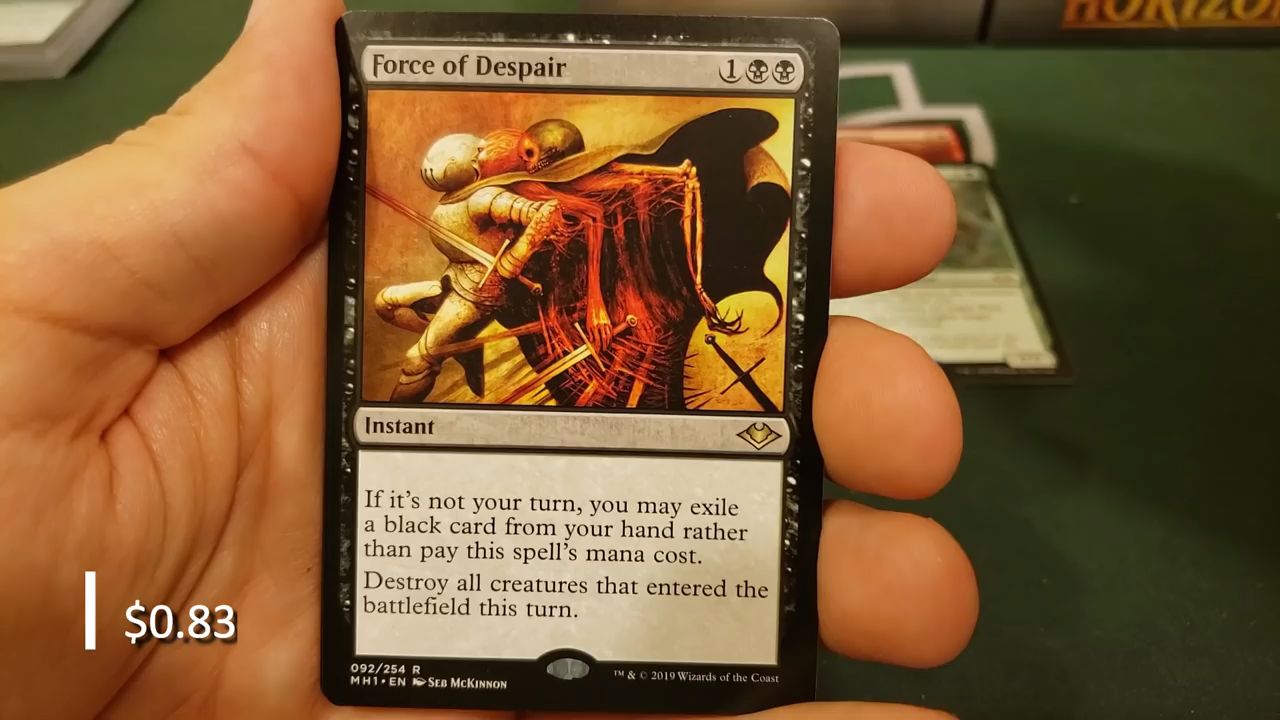 HORIZO
Force of Despair 1
Instant
If it's not your turn, you may exile
a black card from your hand rather
than pay this spell's mana cost.
Destroy all creatures that entered the
battlefield this turn.
$0.83
092/254 R
MH1•EN Seb McKinnon
™ & © 2019 Wizards of the Coast